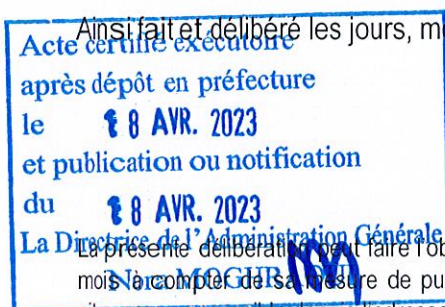 Ainsi fait et délibéré les jours, m
Acte certifié exécutoire
après dépôt en préfecture
le 18 AVR. 2023
et publication ou notification
du 18 AVR. 2023
La Directrice de l'Administration Générale
La présente délibération peut faire l'ob
mois à compter de sa mesure de pu
Nora